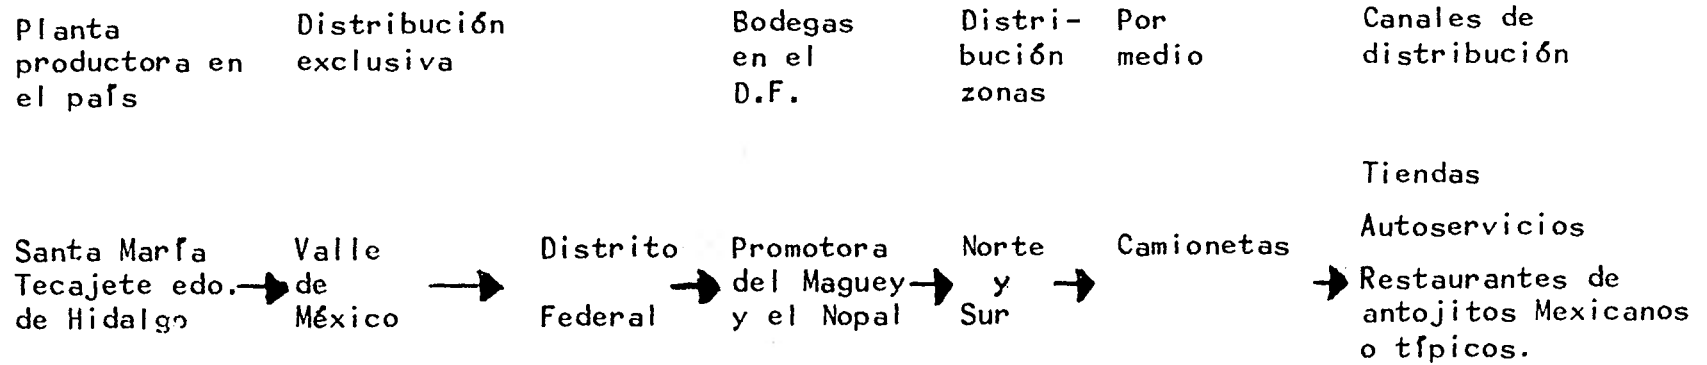 Planta
productora en
el país
Distribución
exclusiva
Bodegas
en el
D.F.
Distri-
bución
zonas
Por
medio
Canales de
distribución
Santa María
Tecajete edo.
de Hidalgo
Valle
de
México
Distrito
Federal
Promotora
del Maguey
y el Nopal
Norte
y
Sur
Camionetas
Tiendas
Autoservicios
Restaurantes de
antojitos Mexicanos
o típicos.